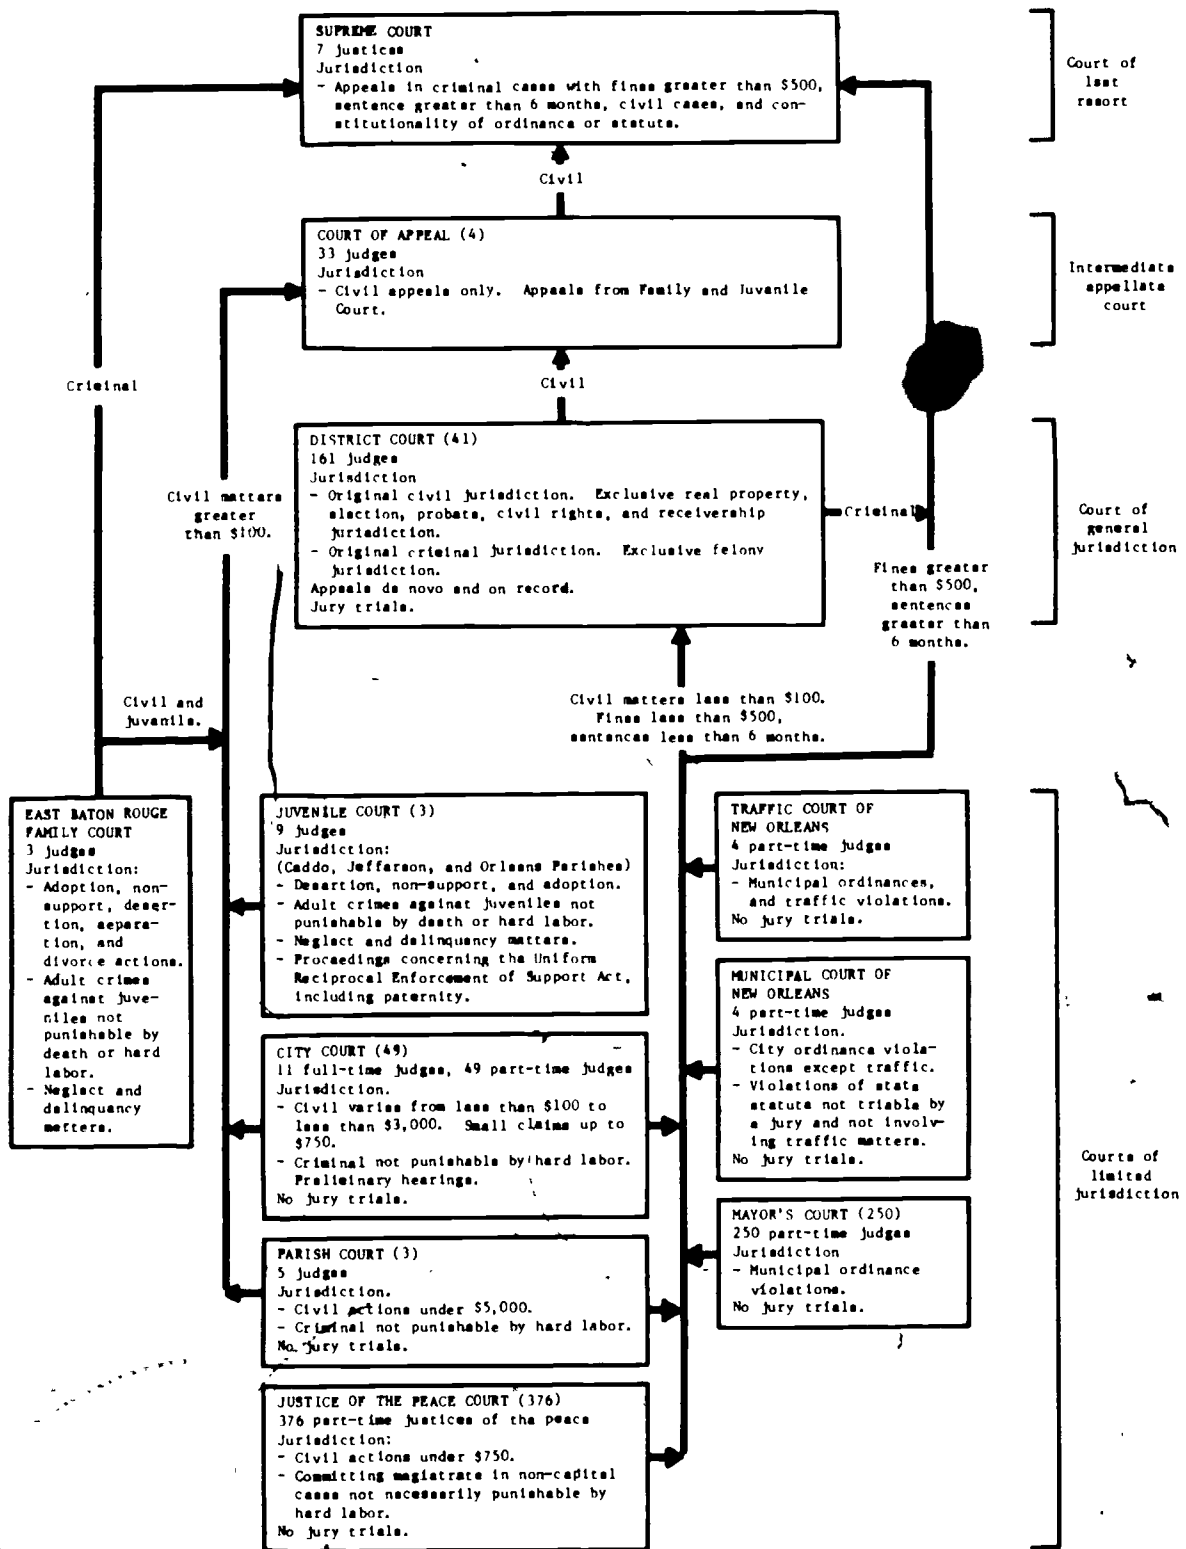 SUPREME COURT
7 justices
Jurisdiction
- Appeals in criminal cases with fines greater than $500,
sentence greater than 6 months, civil cases, and con-
stitutionality of ordinance or statute.
Court of
last
resort
Civil
COURT OF APPEAL (4)
33 judges
Jurisdiction
- Civil appeals only. Appeals from Family and Juvenile
Court.
Intermediate
appellate
court
Criminal
Civil
DISTRICT COURT (41)
161 judges
Jurisdiction
- Original civil jurisdiction. Exclusive real property,
election, probate, civil rights, and receivership
jurisdiction.
- Original criminal jurisdiction. Exclusive felony
jurisdiction.
Appeals de novo and on record.
Jury trials.
Civil matters
greater
than $100.
Criminal
Fines greater
than $500,
sentences
greater than
6 months.
Court of
general
jurisdiction
Civil and
juvenile.
Civil matters less than $100.
Fines less than $500,
sentences less than 6 months.
EAST BATON ROUGE
FAMILY COURT
3 judges
Jurisdiction:
- Adoption, non-
support, deser-
tion, separa-
tion, and
divorce actions.
- Adult crimes
against juve-
niles not
punishable by
death or hard
labor.
- Neglect and
delinquency
matters.
JUVENILE COURT (3)
9 judges
Jurisdiction:
(Caddo, Jefferson, and Orleans Parishes)
- Desertion, non-support, and adoption.
- Adult crimes against juveniles not
punishable by death or hard labor.
- Neglect and delinquency matters.
- Proceedings concerning the Uniform
Reciprocal Enforcement of Support Act,
including paternity.
CITY COURT (49)
11 full-time judges, 49 part-time judges
Jurisdiction.
- Civil varies from less than $100 to
less than $3,000. Small claims up to
$750.
- Criminal not punishable by hard labor.
Preliminary hearings.
No jury trials.
PARISH COURT (3)
5 judges
Jurisdiction.
- Civil actions under $5,000.
- Criminal not punishable by hard labor.
No jury trials.
JUSTICE OF THE PEACE COURT (376)
376 part-time justices of the peace
Jurisdiction:
- Civil actions under $750.
- Committing magistrate in non-capital
cases not necessarily punishable by
hard labor.
No jury trials.
TRAFFIC COURT OF
NEW ORLEANS
4 part-time judges
Jurisdiction:
- Municipal ordinances,
and traffic violations.
No jury trials.
MUNICIPAL COURT OF
NEW ORLEANS
4 part-time judges
Jurisdiction.
- City ordinance viola-
tions except traffic.
- Violations of state
statute not triable by
a jury and not involv-
ing traffic matters.
No jury trials.
MAYOR'S COURT (250)
250 part-time judges
Jurisdiction
- Municipal ordinance
violations.
No jury trials.
Courts of
limited
jurisdiction